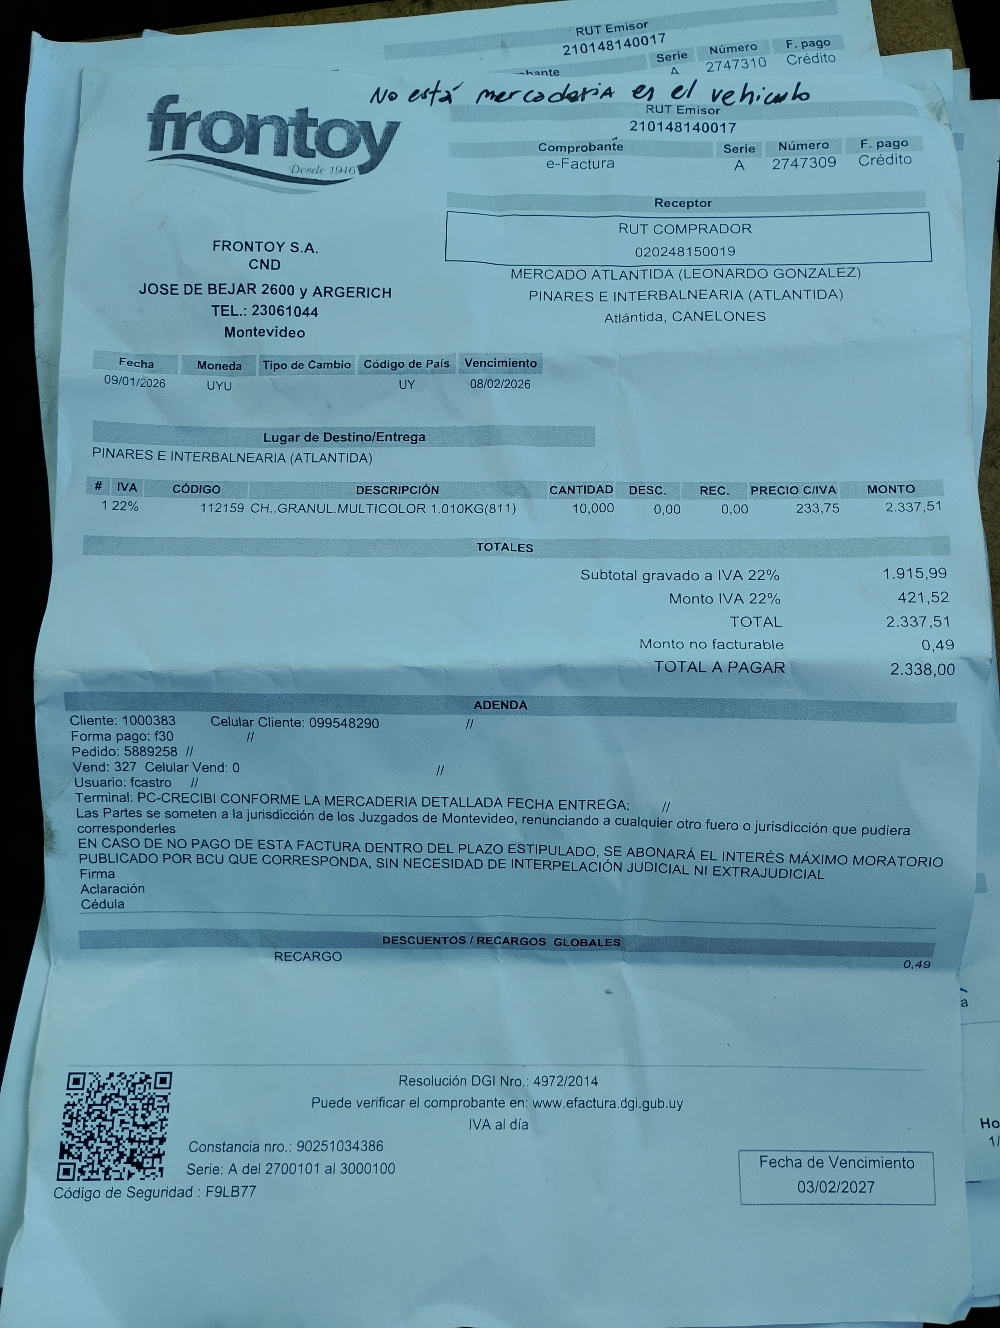 RUT Emisor
210148140017
Serie Número F. pago
A 2747310 Crédito
No está mercaderia en el vehiculo
frontoy
Desde 1946
RUT Emisor
210148140017
Comprobante Serie Número F. pago
e-Factura A 2747309 Crédito
Receptor
RUT COMPRADOR
020248150019
MERCADO ATLANTIDA (LEONARDO GONZALEZ)
PINARES E INTERBALNEARIA (ATLANTIDA)
Atlántida, CANELONES
FRONTOY S.A.
CND
JOSE DE BEJAR 2600 y ARGERICH
TEL.: 23061044
Montevideo
Fecha Moneda Tipo de Cambio Código de País Vencimiento
09/01/2026 UYU UY 08/02/2026
Lugar de Destino/Entrega
PINARES E INTERBALNEARIA (ATLANTIDA)
# IVA CÓDIGO DESCRIPCIÓN CANTIDAD DESC. REC. PRECIO C/IVA MONTO
1 22% 112159 CH..GRANUL.MULTICOLOR 1.010KG(811) 10,000 0,00 0,00 233,75 2.337,51
TOTALES
Subtotal gravado a IVA 22% 1.915,99
Monto IVA 22% 421,52
TOTAL 2.337,51
Monto no facturable 0,49
TOTAL A PAGAR 2.338,00
ADENDA
Cliente: 1000383 Celular Cliente: 099548290 //
Forma pago: f30 //
Pedido: 5889258 //
Vend: 327 Celular Vend: 0 //
Usuario: fcastro //
Terminal: PC-CRECIBI CONFORME LA MERCADERIA DETALLADA FECHA ENTREGA: //
Las Partes se someten a la jurisdicción de los Juzgados de Montevideo, renunciando a cualquier otro fuero o jurisdicción que pudiera
corresponderles
EN CASO DE NO PAGO DE ESTA FACTURA DENTRO DEL PLAZO ESTIPULADO, SE ABONARÁ EL INTERÉS MÁXIMO MORATORIO
PUBLICADO POR BCU QUE CORRESPONDA, SIN NECESIDAD DE INTERPELACIÓN JUDICIAL NI EXTRAJUDICIAL
Firma
Aclaración
Cédula
DESCUENTOS / RECARGOS GLOBALES
RECARGO 0,49
Resolución DGI Nro.: 4972/2014
Puede verificar el comprobante en: www.efactura.dgi.gub.uy
IVA al día
Constancia nro.: 90251034386
Serie: A del 2700101 al 3000100
Código de Seguridad : F9LB77
Fecha de Vencimiento
03/02/2027